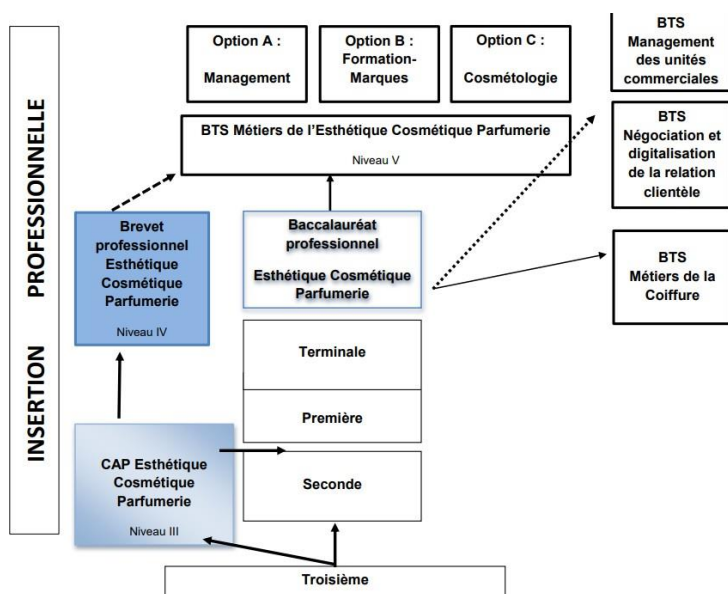 Option A :
Management
Option B :
Formation-
Marques
Option C :
Cosmétologie
BTS
Management
des unités
commerciales
BTS Métiers de l'Esthétique Cosmétique Parfumerie
Niveau V
BTS
Négociation et
digitalisation
de la relation
clientèle
Brevet
professionnel
Esthétique
Cosmétique
Parfumerie
Niveau IV
Baccalauréat
professionnel
Esthétique Cosmétique
Parfumerie
BTS
Métiers de la
Coiffure
Terminale
Première
CAP Esthétique
Cosmétique
Parfumerie
Niveau III
Seconde
Troisième
INSERTION PROFESSIONNELLE